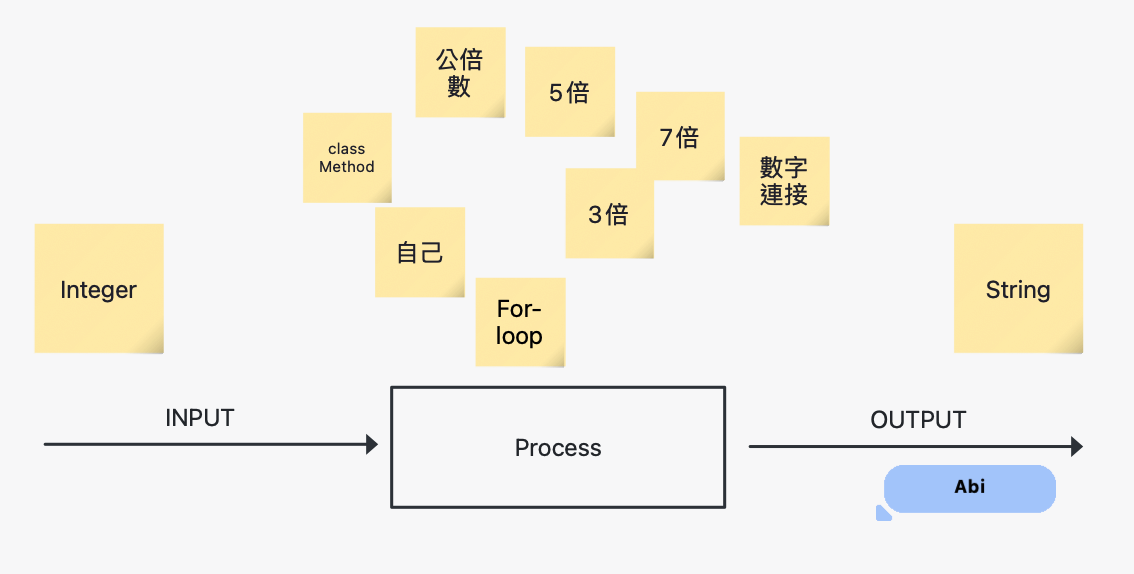 公倍
數
5倍
7倍
class
Method
數字
連接
3倍
自己
Integer
For-
loop
String
INPUT
Process
OUTPUT
Abi